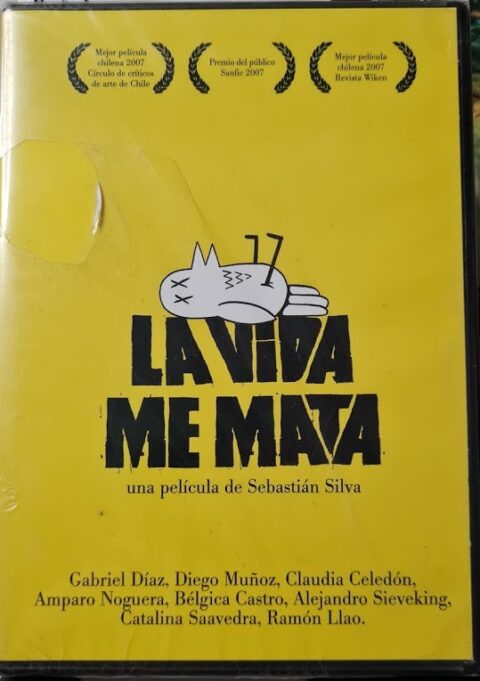 Mejor película
chilena 2007
Círculo de críticos
de arte de Chile
Premio del público
Sanfic 2007
Mejor película
chilena 2007
Revista Wiken
LA ViDA
ME MATA
una película de Sebastián Silva
Gabriel Díaz, Diego Muñoz, Claudia Celedón,
Amparo Noguera, Bélgica Castro, Alejandro Sieveking,
Catalina Saavedra, Ramón Llao.